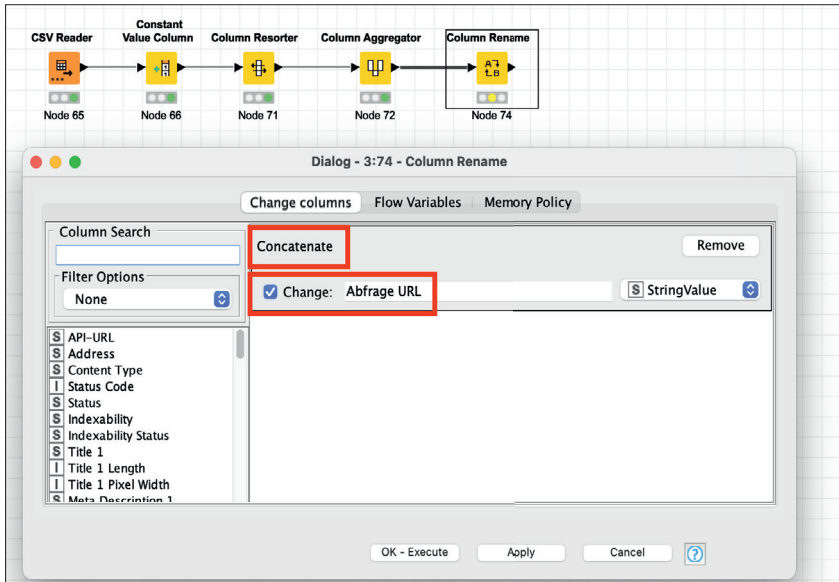 Constant
CSV Reader Value Column Column Resorter Column Aggregator Column Rename
Node 65 Node 66 Node 71 Node 72 Node 74
Dialog - 3:74 - Column Rename
Change columns Flow Variables Memory Policy
Column Search
Concatenate
Remove
Filter Options
None
Change: Abfrage URL
S StringValue
S API-URL
S Address
S Content Type
I Status Code
S Status
S Indexability
S Indexability Status
S Title 1
I Title 1 Length
I Title 1 Pixel Width
S Meta Description 1
OK - Execute Apply Cancel ?